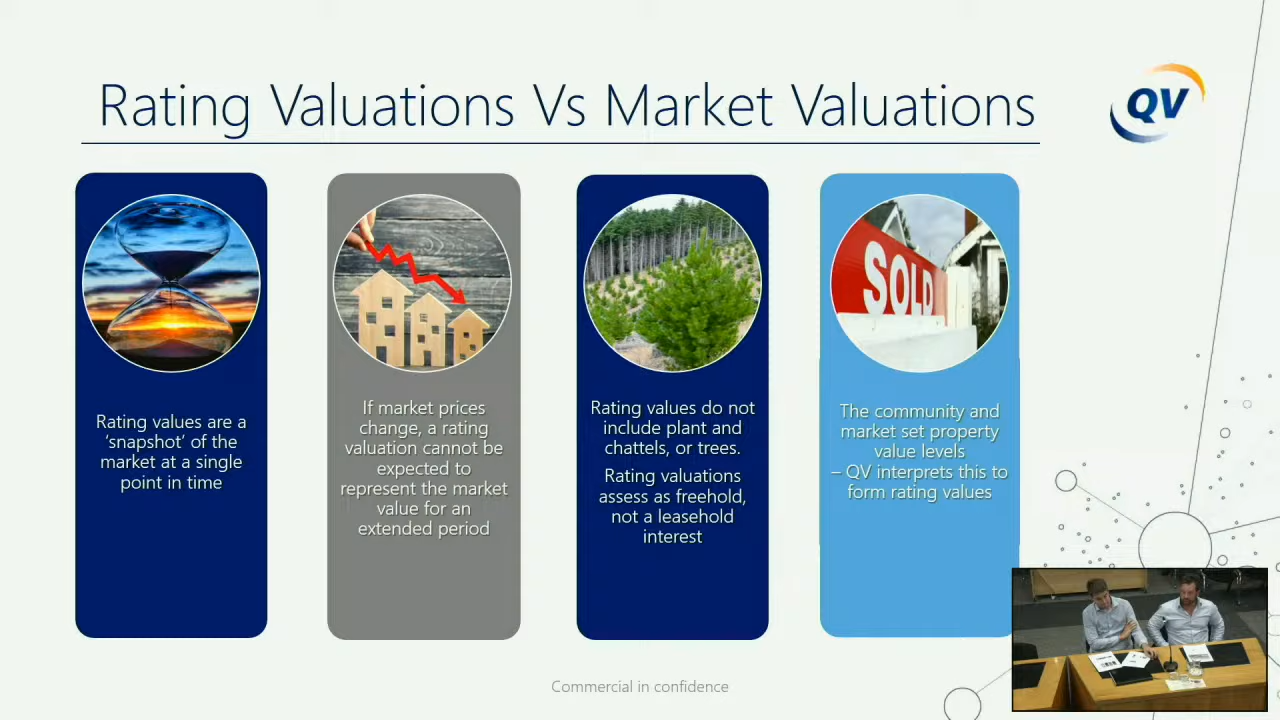 Rating Valuations Vs Market Valuations
QV
Rating values are a
‘snapshot’ of the
market at a single
point in time
If market prices
change, a rating
valuation cannot be
expected to
represent the market
value for an
extended period
Rating values do not
include plant and
chattels, or trees.
Rating valuations
assess as freehold,
not a leasehold
interest
SOLD
The community and
market set property
value levels
– QV interprets this to
form rating values
Commercial in confidence